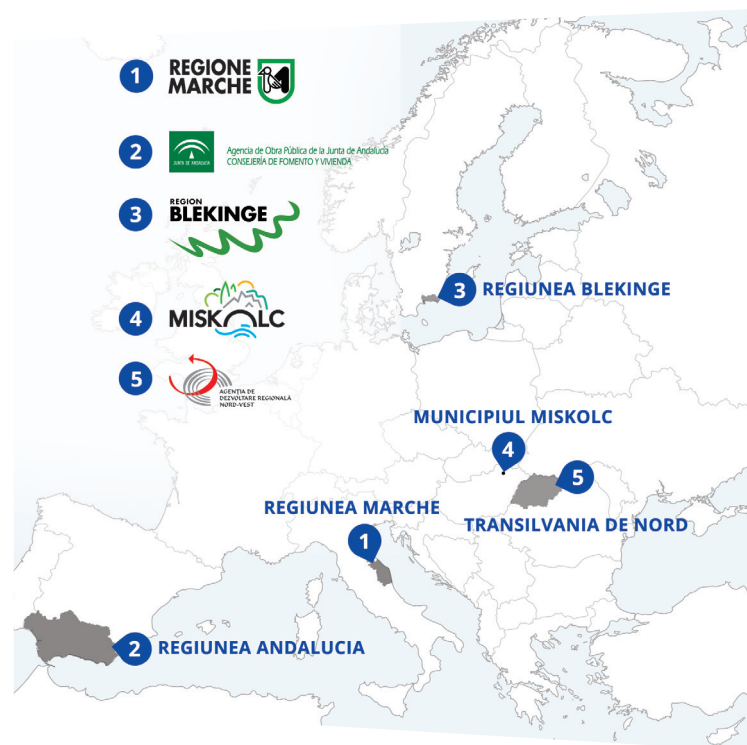 1
REGIONE
MARCHE
2
JUNTA DE ANDALUCIA
Agencia de Obra Pública de la Junta de Andalucía
CONSEJERÍA DE FOMENTO Y VIVIENDA
3
REGION
BLEKINGE
4
MISKOLC
5
AGENȚIA DE
DEZVOLTARE REGIONALĂ
NORD-VEST
3 REGIUNEA BLEKINGE
MUNICIPIUL MISKOLC
4
5
TRANSILVANIA DE NORD
REGIUNEA MARCHE
1
2 REGIUNEA ANDALUCIA